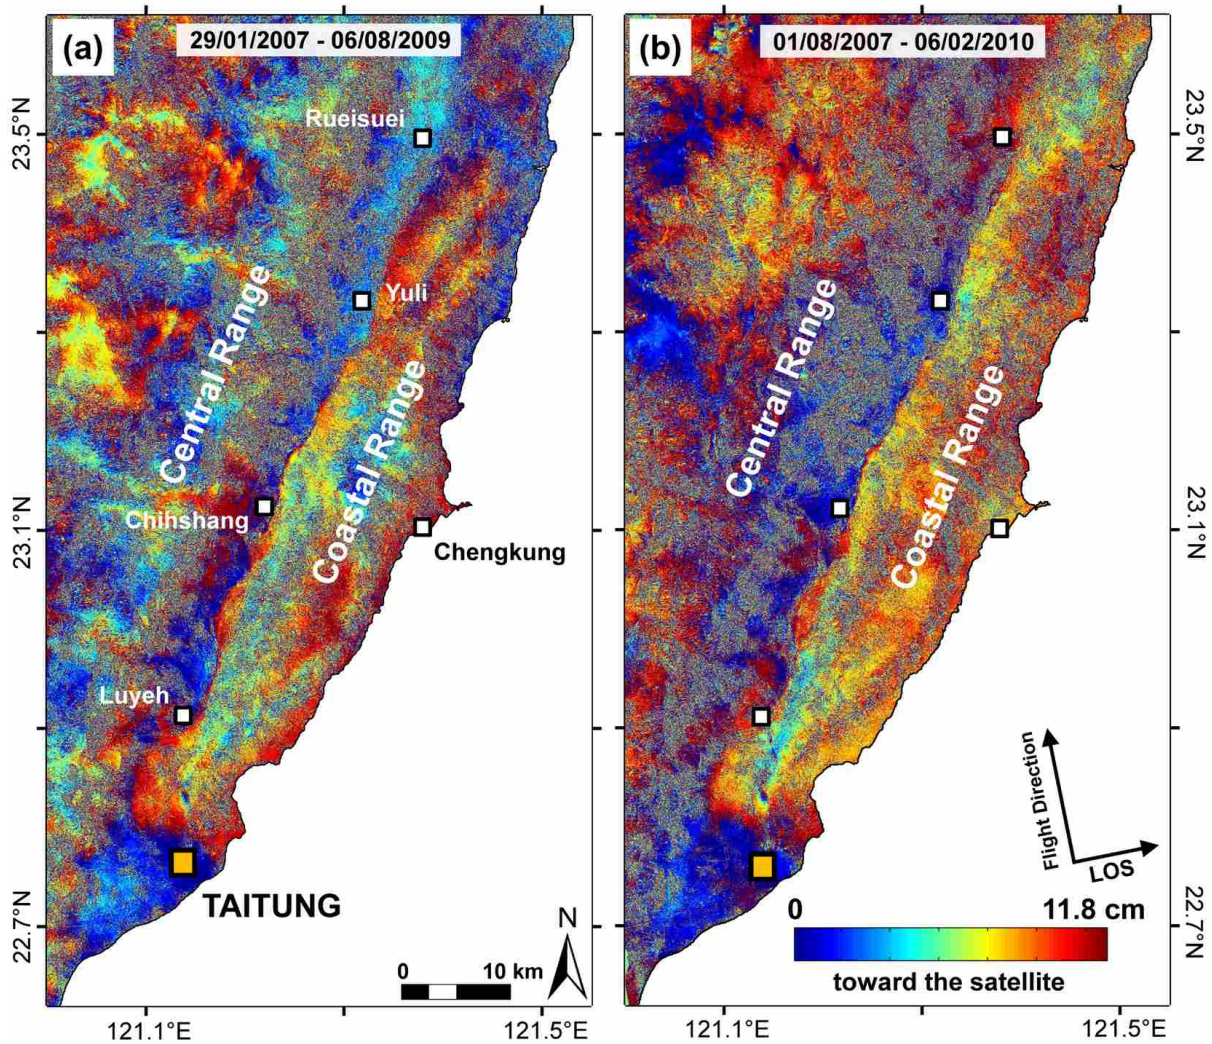 (a)
29/01/2007 - 06/08/2009
(b)
01/08/2007 - 06/02/2010
23.5°N
Rueisuei
23.5°N
Yuli
Central Range
Coastal Range
Central Range
Coastal Range
Chihshang
23.1°N
Chengkung
23.1°N
Luyeh
Flight Direction
LOS
TAITUNG
22.7°N
N
0
10 km
0
11.8 cm
22.7°N
toward the satellite
121.1°E
121.5°E
121.1°E
121.5°E